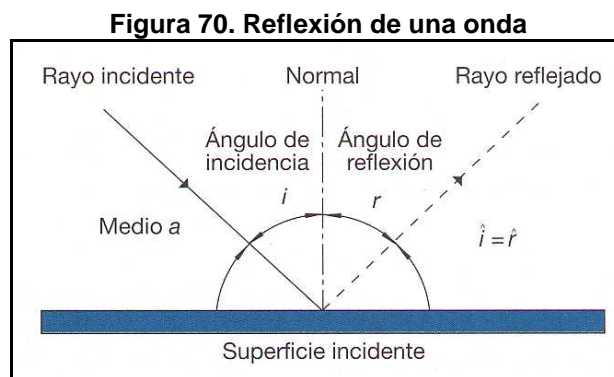 Figura 70. Reflexión de una onda
Rayo incidente
Normal
Rayo reflejado
Ángulo de
incidencia
Ángulo de
reflexión
i
r
Medio a
î = r̂
Superficie incidente